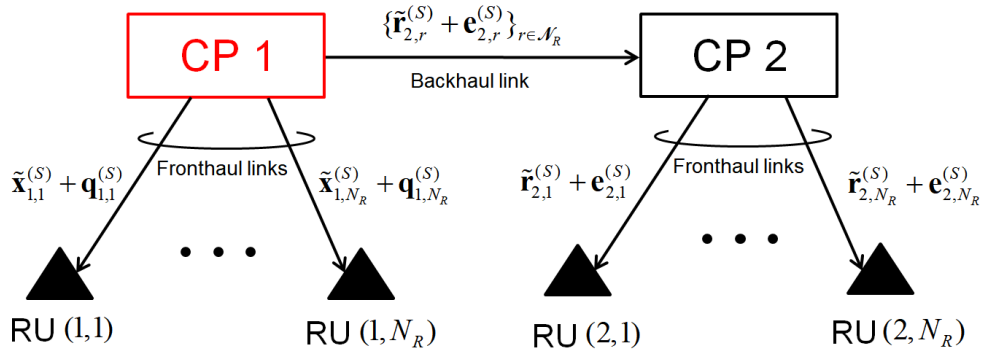 {r̃₂,ᵣ^(S) + e₂,ᵣ^(S)}_{r∈𝒩_R}
CP 1
CP 2
Backhaul link
Fronthaul links
Fronthaul links
x̃_{1,1}^{(S)} + q_{1,1}^{(S)}
x̃_{1,N_R}^{(S)} + q_{1,N_R}^{(S)}
r̃_{2,1}^{(S)} + e_{2,1}^{(S)}
r̃_{2,N_R}^{(S)} + e_{2,N_R}^{(S)}
• • •
• • •
RU (1,1)
RU (1, N_R)
RU (2,1)
RU (2, N_R)